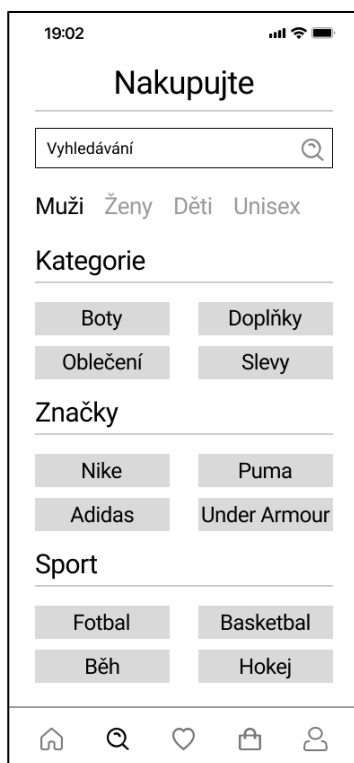 19:02
Nakupujte
Vyhledávání
Muži Ženy Děti Unisex
Kategorie
Boty Doplňky
Oblečení Slevy
Značky
Nike Puma
Adidas Under Armour
Sport
Fotbal Basketbal
Běh Hokej